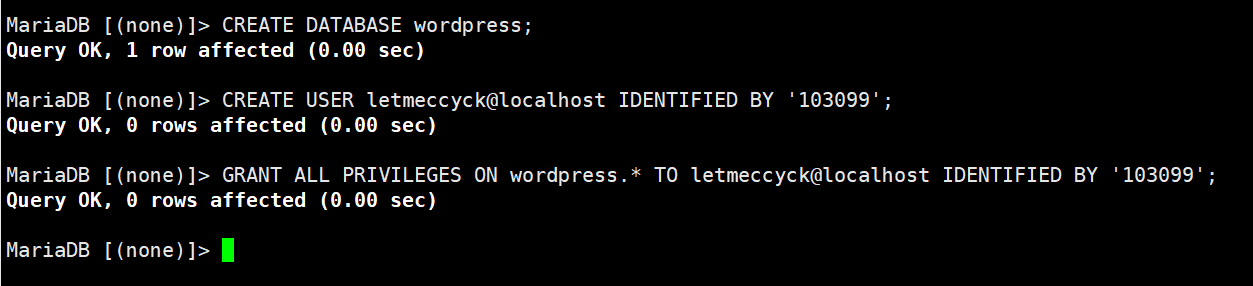 MariaDB [(none)]> CREATE DATABASE wordpress;
Query OK, 1 row affected (0.00 sec)
MariaDB [(none)]> CREATE USER letmeccyck@localhost IDENTIFIED BY '103099';
Query OK, 0 rows affected (0.00 sec)
MariaDB [(none)]> GRANT ALL PRIVILEGES ON wordpress.* TO letmeccyck@localhost IDENTIFIED BY '103099';
Query OK, 0 rows affected (0.00 sec)
MariaDB [(none)]>